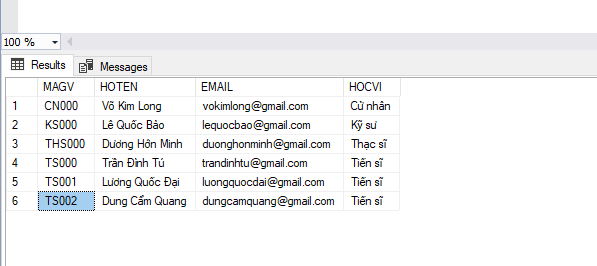 100 %
Results Messages
MAGV HOTEN EMAIL HOCVI
1 CN000 Võ Kim Long vokimlong@gmail.com Cử nhân
2 KS000 Lê Quốc Bảo lequocbao@gmail.com Kỹ sư
3 THS000 Dương Hớn Minh duonghonminh@gmail.com Thạc sĩ
4 TS000 Trần Đình Tú trandinhtu@gmail.com Tiến sĩ
5 TS001 Lương Quốc Đại luongquocdai@gmail.com Tiến sĩ
6 TS002 Dung Cẩm Quang dungcamquang@gmail.com Tiến sĩ